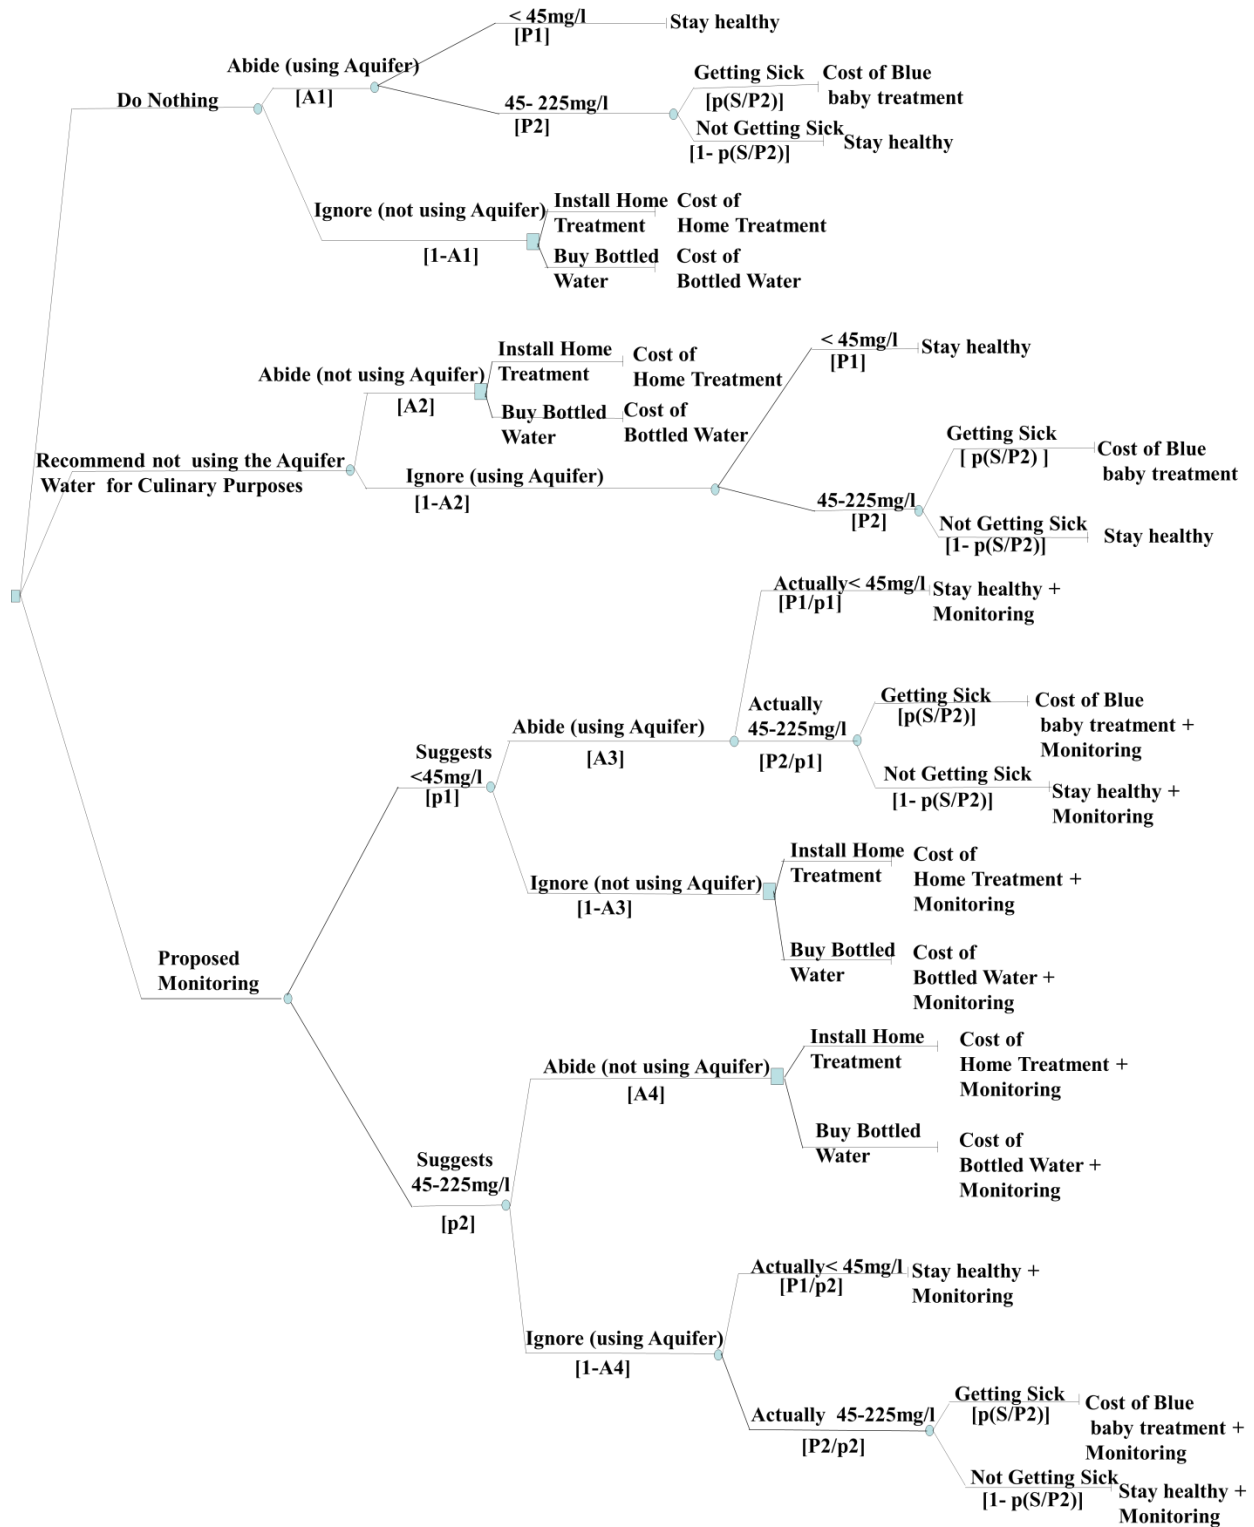 < 45mg/l
[P1]
Stay healthy
Abide (using Aquifer)
[A1]
Do Nothing
45- 225mg/l
[P2]
Getting Sick
[p(S/P2)]
Cost of Blue
baby treatment
Not Getting Sick
[1- p(S/P2)]
Stay healthy
Ignore (not using Aquifer)
[1-A1]
Install Home
Treatment
Cost of
Home Treatment
Buy Bottled
Water
Cost of
Bottled Water
Recommend not using the Aquifer
Water for Culinary Purposes
Abide (not using Aquifer)
[A2]
Install Home
Treatment
Cost of
Home Treatment
Buy Bottled
Water
Cost of
Bottled Water
Ignore (using Aquifer)
[1-A2]
< 45mg/l
[P1]
Stay healthy
45-225mg/l
[P2]
Getting Sick
[ p(S/P2) ]
Cost of Blue
baby treatment
Not Getting Sick
[1- p(S/P2)]
Stay healthy
Proposed
Monitoring
Suggests
<45mg/l
[p1]
Abide (using Aquifer)
[A3]
Actually< 45mg/l
[P1/p1]
Stay healthy +
Monitoring
Actually
45-225mg/l
[P2/p1]
Getting Sick
[p(S/P2)]
Cost of Blue
baby treatment +
Monitoring
Not Getting Sick
[1- p(S/P2)]
Stay healthy +
Monitoring
Ignore (not using Aquifer)
[1-A3]
Install Home
Treatment
Cost of
Home Treatment +
Monitoring
Buy Bottled
Water
Cost of
Bottled Water +
Monitoring
Suggests
45-225mg/l
[p2]
Abide (not using Aquifer)
[A4]
Install Home
Treatment
Cost of
Home Treatment +
Monitoring
Buy Bottled
Water
Cost of
Bottled Water +
Monitoring
Ignore (using Aquifer)
[1-A4]
Actually< 45mg/l
[P1/p2]
Stay healthy +
Monitoring
Actually 45-225mg/l
[P2/p2]
Getting Sick
[p(S/P2)]
Cost of Blue
baby treatment +
Monitoring
Not Getting Sick
[1- p(S/P2)]
Stay healthy +
Monitoring